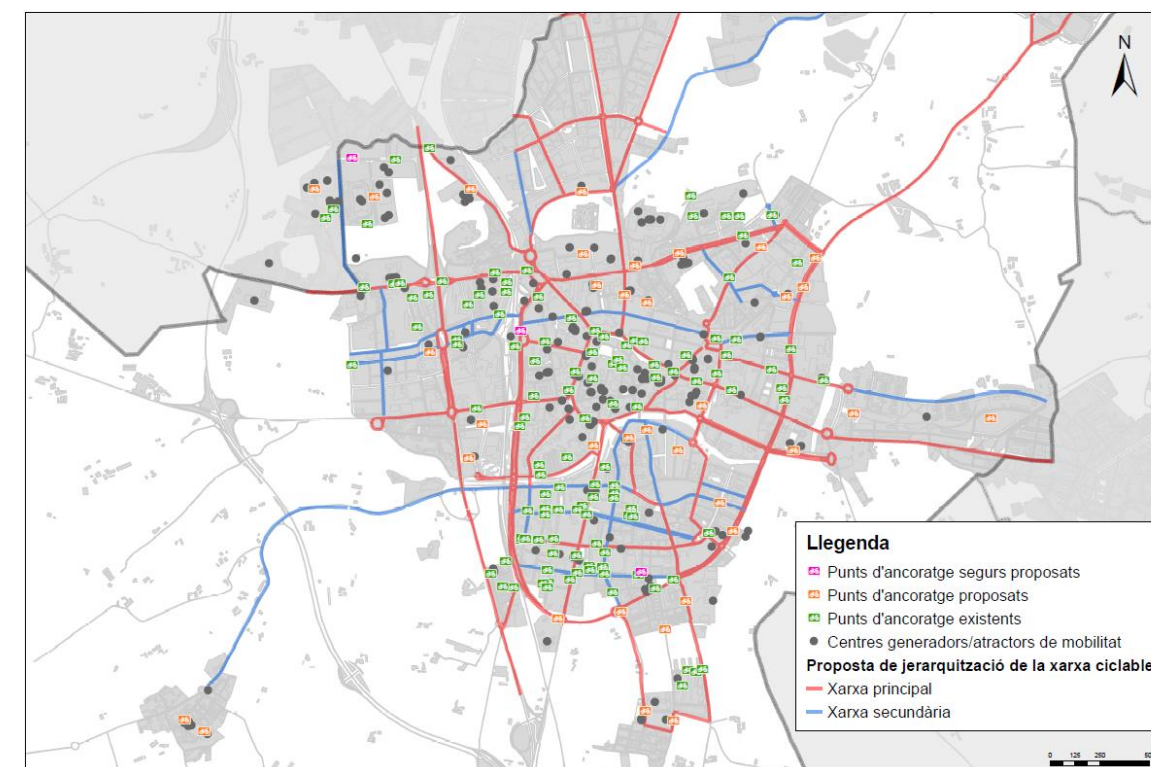 N
Llegenda
Punts d'ancoratge segurs proposats
Punts d'ancoratge proposats
Punts d'ancoratge existents
Centres generadors/atractors de mobilitat
Proposta de jerarquització de la xarxa ciclable
Xarxa principal
Xarxa secundària
0 125 250 50